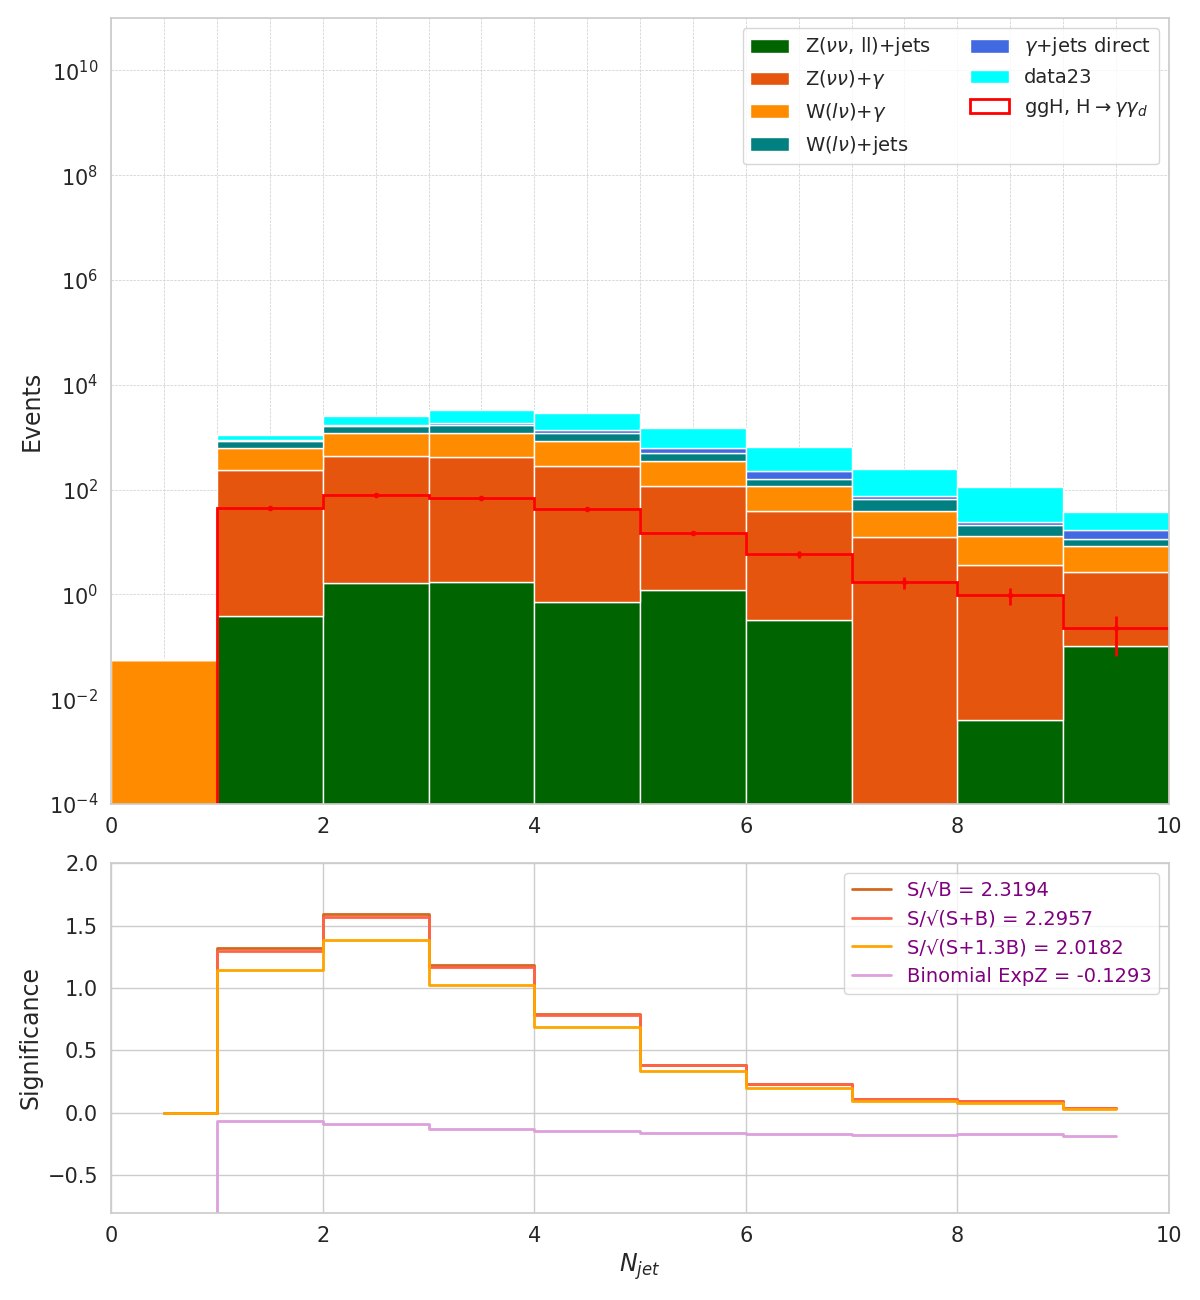 Z(νν, ll)+jets
Z(νν)+γ
W(lν)+γ
W(lν)+jets
γ+jets direct
data23
ggH, H→γγ_d
Events
10^10
10^8
10^6
10^4
10^2
10^0
10^−2
10^−4
0 2 4 6 8 10
Significance
2.0
1.5
1.0
0.5
0.0
−0.5
S/√B = 2.3194
S/√(S+B) = 2.2957
S/√(S+1.3B) = 2.0182
Binomial ExpZ = -0.1293
0 2 4 6 8 10
N_jet